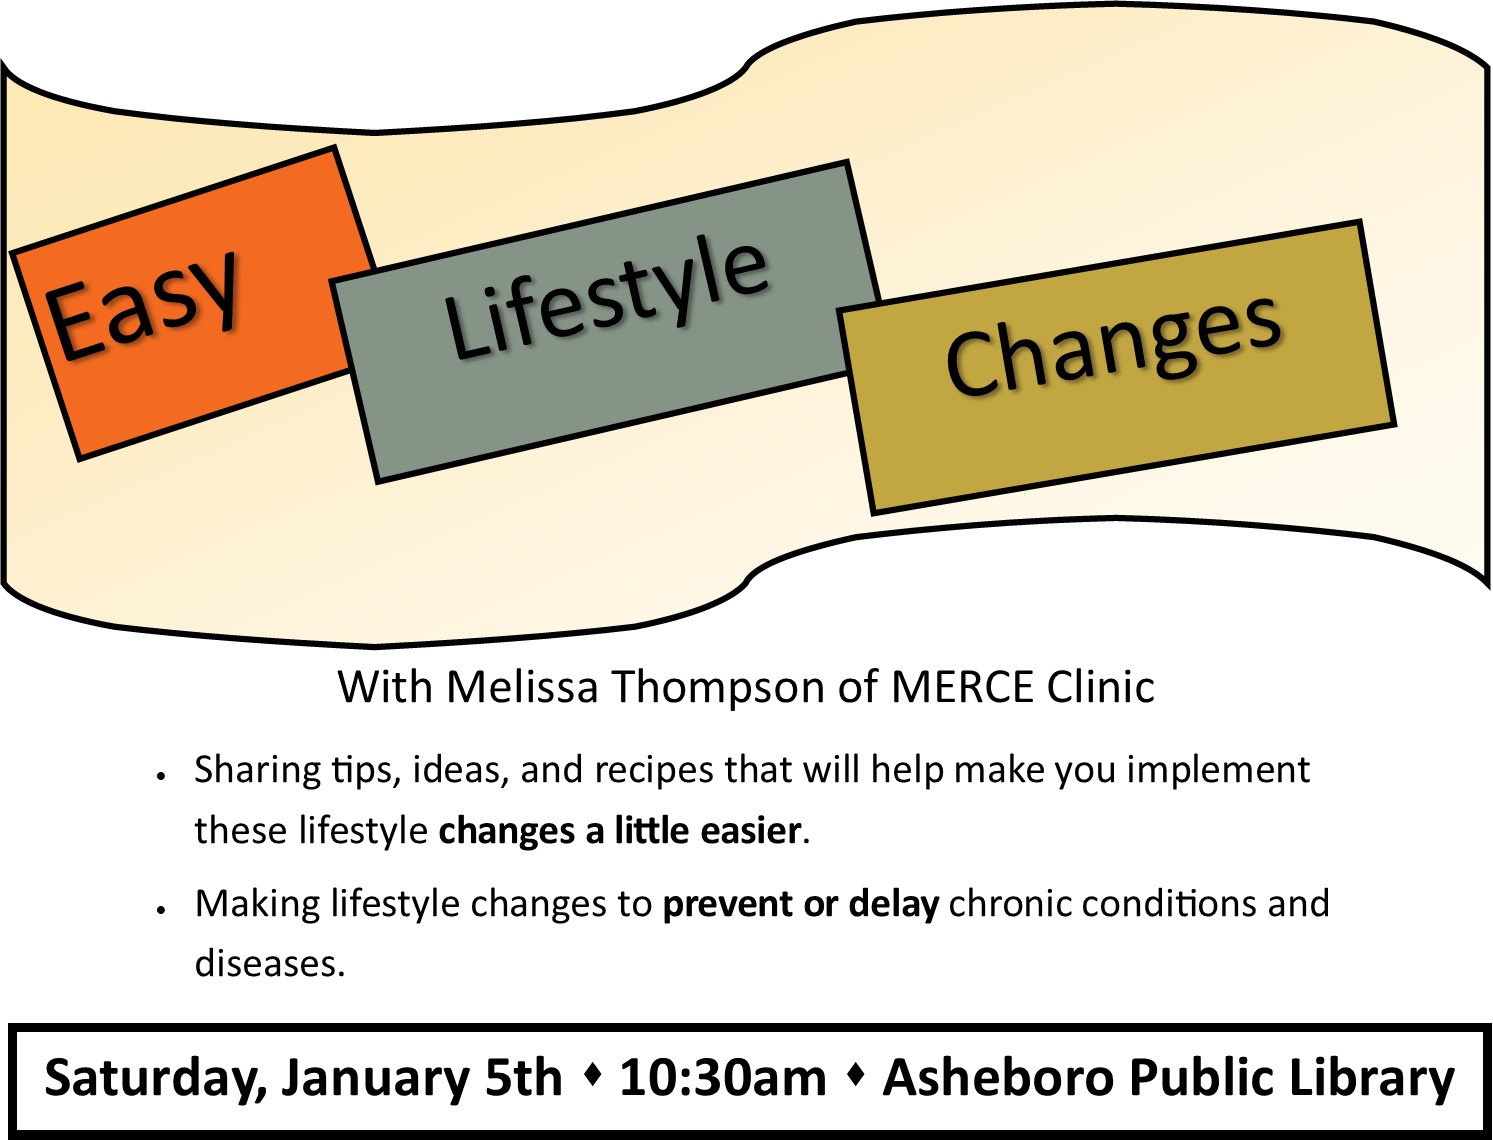 Easy
Lifestyle
Changes
With Melissa Thompson of MERCE Clinic
• Sharing tips, ideas, and recipes that will help make you implement
these lifestyle changes a little easier.
• Making lifestyle changes to prevent or delay chronic conditions and
diseases.
Saturday, January 5th ♦ 10:30am ♦ Asheboro Public Library